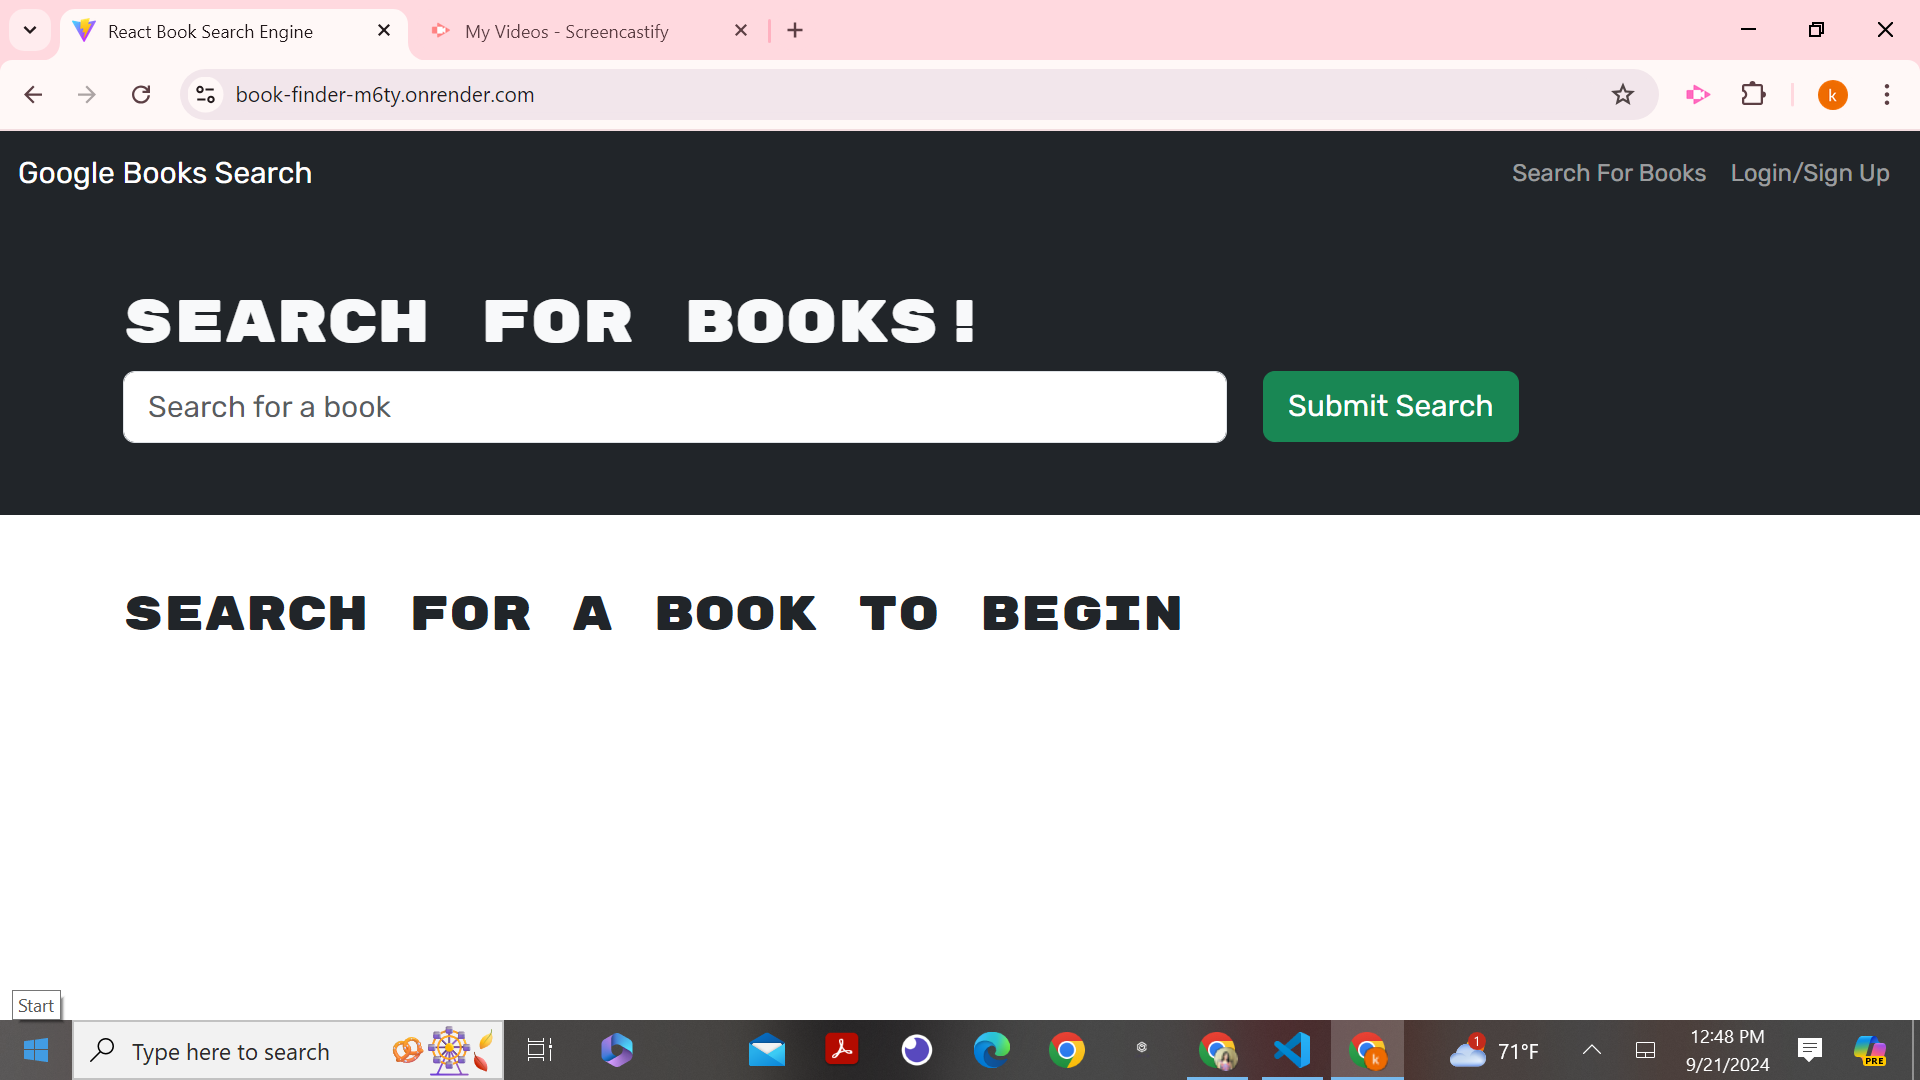 React Book Search Engine
My Videos - Screencastify
book-finder-m6ty.onrender.com
k
Google Books Search
Search For Books
Login/Sign Up
SEARCH FOR BOOKS!
Search for a book
Submit Search
SEARCH FOR A BOOK TO BEGIN
Start
Type here to search
k
1
71°F
12:48 PM
9/21/2024
PRE